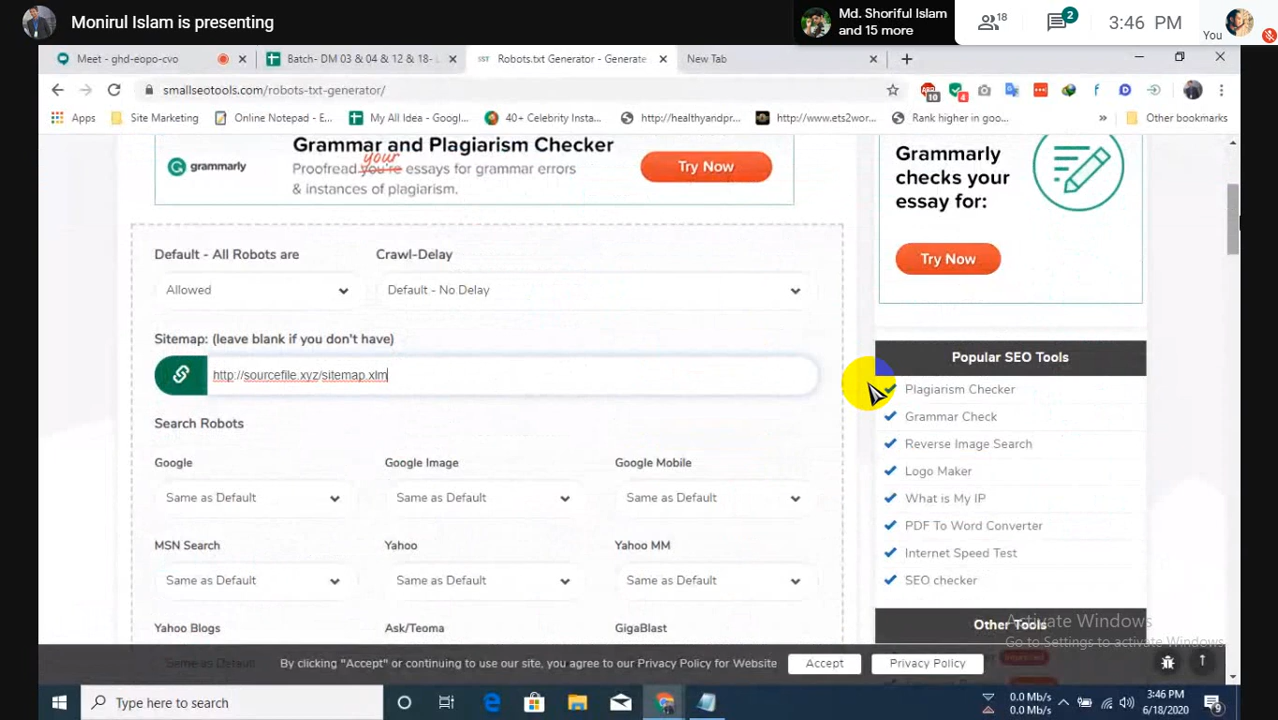 Monirul Islam is presenting
Md. Shoriful Islam
and 15 more
18
2
3:46 PM
You
Meet - ghd-eopo-cvo
Batch- DM 03 & 04 & 12 & 18-
Robots.txt Generator - Generate
New Tab
smallseotools.com/robots-txt-generator/
10
4
Apps
Site Marketing
Online Notepad - E...
My All Idea - Googl...
40+ Celebrity Insta...
http://healthyandpr...
http://www.ets2wor...
Rank higher in goo...
Other bookmarks
grammarly
Grammar and Plagiarism Checker
your
Proofread you're essays for grammar errors
& instances of plagiarism.
Try Now
Grammarly
checks your
essay for:
Try Now
Default - All Robots are
Crawl-Delay
Allowed
Default - No Delay
Sitemap: (leave blank if you don't have)
http://sourcefile.xyz/sitemap.xlm
Search Robots
Google
Google Image
Google Mobile
Same as Default
Same as Default
Same as Default
MSN Search
Yahoo
Yahoo MM
Same as Default
Same as Default
Same as Default
Yahoo Blogs
Ask/Teoma
GigaBlast
Same as Default
Popular SEO Tools
Plagiarism Checker
Grammar Check
Reverse Image Search
Logo Maker
What is My IP
PDF To Word Converter
Internet Speed Test
SEO checker
Other Tools
Activate Windows
Go to Settings to activate Windows.
By clicking "Accept" or continuing to use our site, you agree to our Privacy Policy for Website
Accept
Privacy Policy
Type here to search
0.0 Mb/s
0.0 Mb/s
3:46 PM
6/18/2020
9